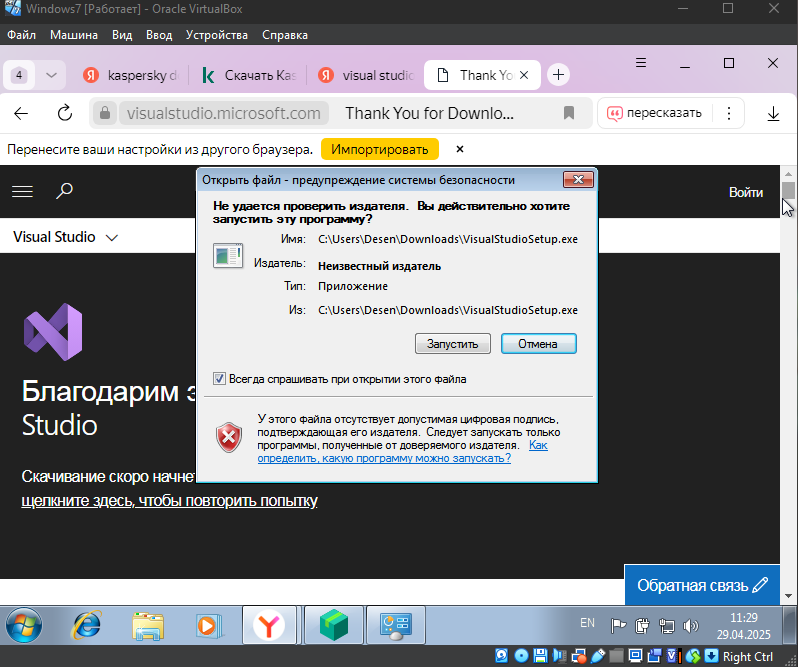 Windows7 [Работает] - Oracle VirtualBox
Файл Машина Вид Ввод Устройства Справка
4 kaspersky d Скачать Kas visual studio Thank Yo
visualstudio.microsoft.com Thank You for Downlo... пересказать
Перенесите ваши настройки из другого браузера. Импортировать
Войти
Visual Studio
Открыть файл - предупреждение системы безопасности
Не удается проверить издателя. Вы действительно хотите
запустить эту программу?
Имя: C:\Users\Desen\Downloads\VisualStudioSetup.exe
Издатель: Неизвестный издатель
Тип: Приложение
Из: C:\Users\Desen\Downloads\VisualStudioSetup.exe
Запустить Отмена
Всегда спрашивать при открытии этого файла
У этого файла отсутствует допустимая цифровая подпись,
подтверждающая его издателя. Следует запускать только
программы, полученные от доверяемого издателя. Как
определить, какую программу можно запускать?
Благодарим з
Studio
Скачивание скоро начнет
щелкните здесь, чтобы повторить попытку
Обратная связь
EN
11:29
29.04.2025
Right Ctrl